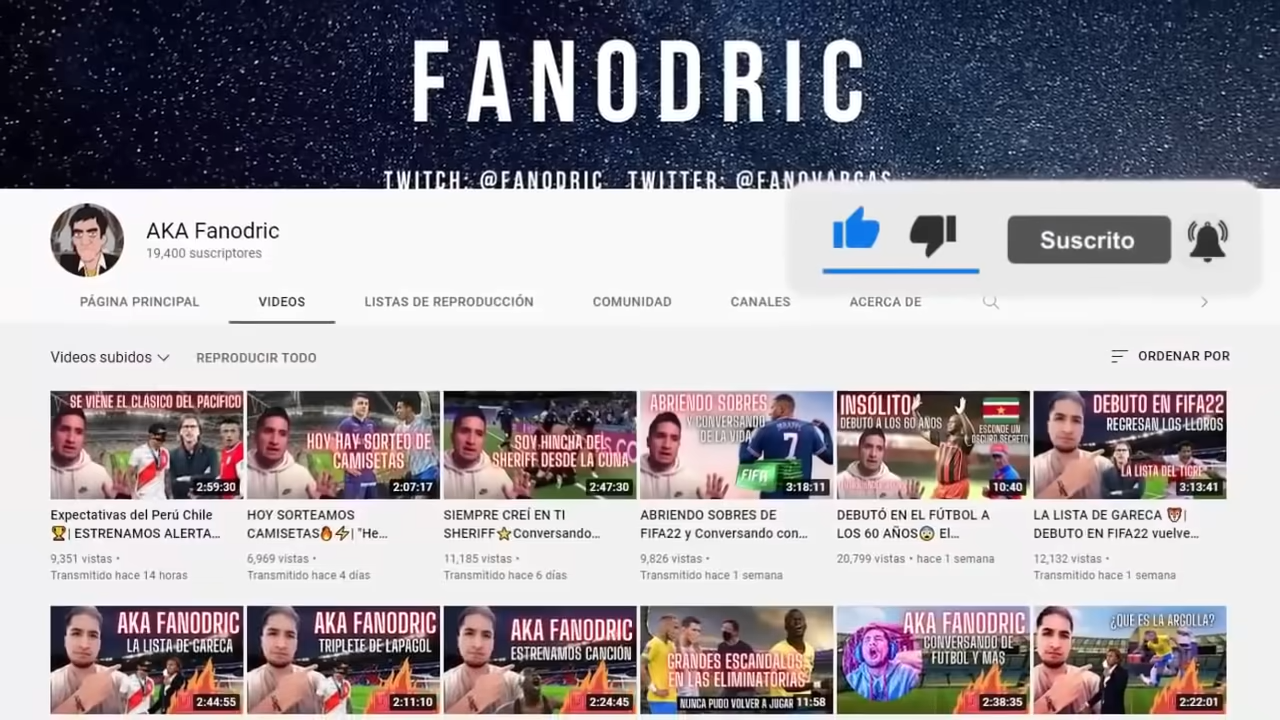 FANODRIC
TWITCH: @FANODRIC TWITTER: @FANOVARGAS
AKA Fanodric
19,400 suscriptores
Suscrito
PÁGINA PRINCIPAL
VIDEOS
LISTAS DE REPRODUCCIÓN
COMUNIDAD
CANALES
ACERCA DE
Videos subidos
REPRODUCIR TODO
ORDENAR POR
SE VIENE EL CLASICO DEL PACÍFICO
2:59:30
Expectativas del Perú Chile
🏆| ESTRENAMOS ALERTA...
9,351 vistas •
Transmitido hace 14 horas
HOY HAY SORTEO DE
CAMISETAS
2:07:17
HOY SORTEAMOS
CAMISETAS🔥⚡| "He...
6,969 vistas •
Transmitido hace 4 días
SOY HINCHA DEL
SHERIFF DESDE LA CUNA
2:47:30
SIEMPRE CREÍ EN TI
SHERIFF⭐Conversando...
11,185 vistas •
Transmitido hace 6 días
ABRIENDO SOBRES
Y CONVERSANDO
DE LA VIDA
7
FIFA
3:18:11
ABRIENDO SOBRES DE
FIFA22 y Conversando con...
9,826 vistas •
Transmitido hace 1 semana
INSÓLITO
DEBUTO A LOS 60 AÑOS
ESCONDE UN
OSCURO SECRETO
10:40
DEBUTÓ EN EL FÚTBOL A
LOS 60 AÑOS😨 El...
20,799 vistas • hace 1 semana
DEBUTO EN FIFA22
REGRESAN LOS LLOROS
LA LISTA DEL TIGRE
3:13:41
LA LISTA DE GARECA 🐯|
DEBUTO EN FIFA22 vuelve...
12,132 vistas •
Transmitido hace 1 semana
AKA FANODRIC
LA LISTA DE GARECA
2:44:55
AKA FANODRIC
TRIPLETE DE LAPAGOL
2:11:10
AKA FANODRIC
ESTRENAMOS CANCIÓN
2:24:45
GRANDES ESCANDALOS
EN LAS ELIMINATORIAS
NUNCA PUDO VOLVER A JUGAR
11:58
AKA FANODRIC
CONVERSANDO DE
FUTBOL Y MAS
2:38:35
¿QUE ES LA ARGOLLA?
2:22:01